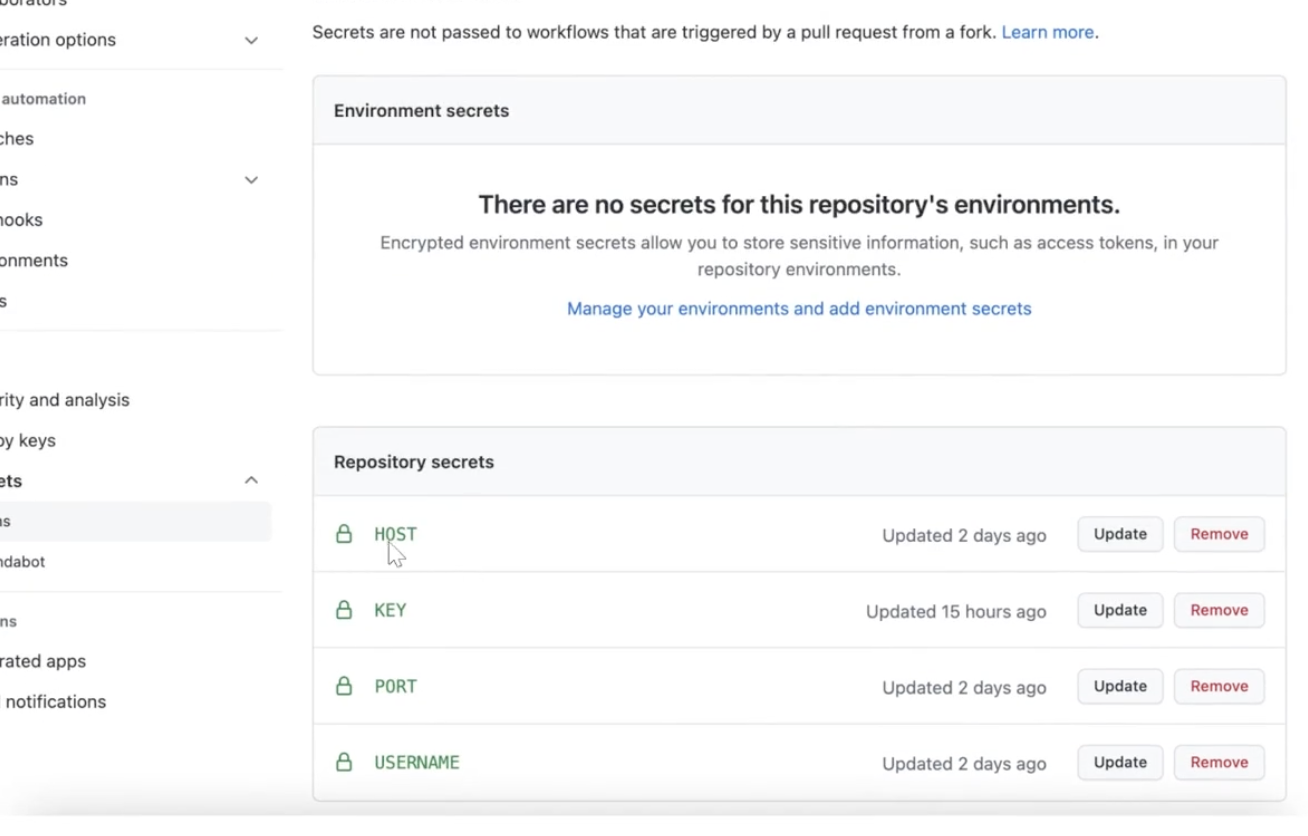 eration options
automation
ches
ns
nooks
onments
s
rity and analysis
oy keys
ets
ns
ndabot
ns
rated apps
notifications
Secrets are not passed to workflows that are triggered by a pull request from a fork. Learn more.
Environment secrets
There are no secrets for this repository's environments.
Encrypted environment secrets allow you to store sensitive information, such as access tokens, in your
repository environments.
Manage your environments and add environment secrets
Repository secrets
HOST Updated 2 days ago Update Remove
KEY Updated 15 hours ago Update Remove
PORT Updated 2 days ago Update Remove
USERNAME Updated 2 days ago Update Remove